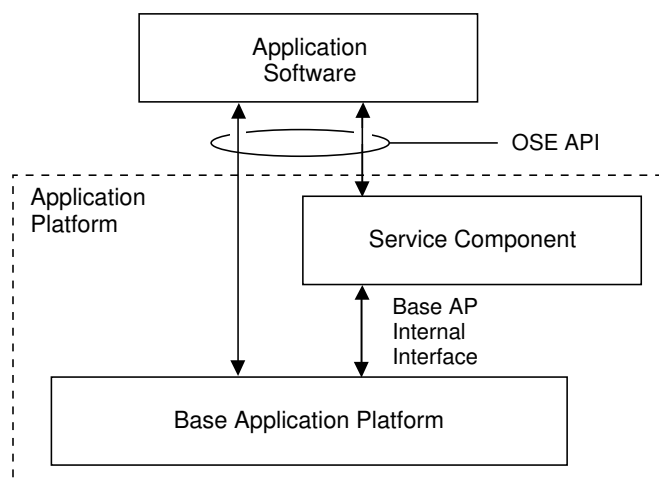 Application
Software
OSE API
Application
Platform
Service Component
Base AP
Internal
Interface
Base Application Platform